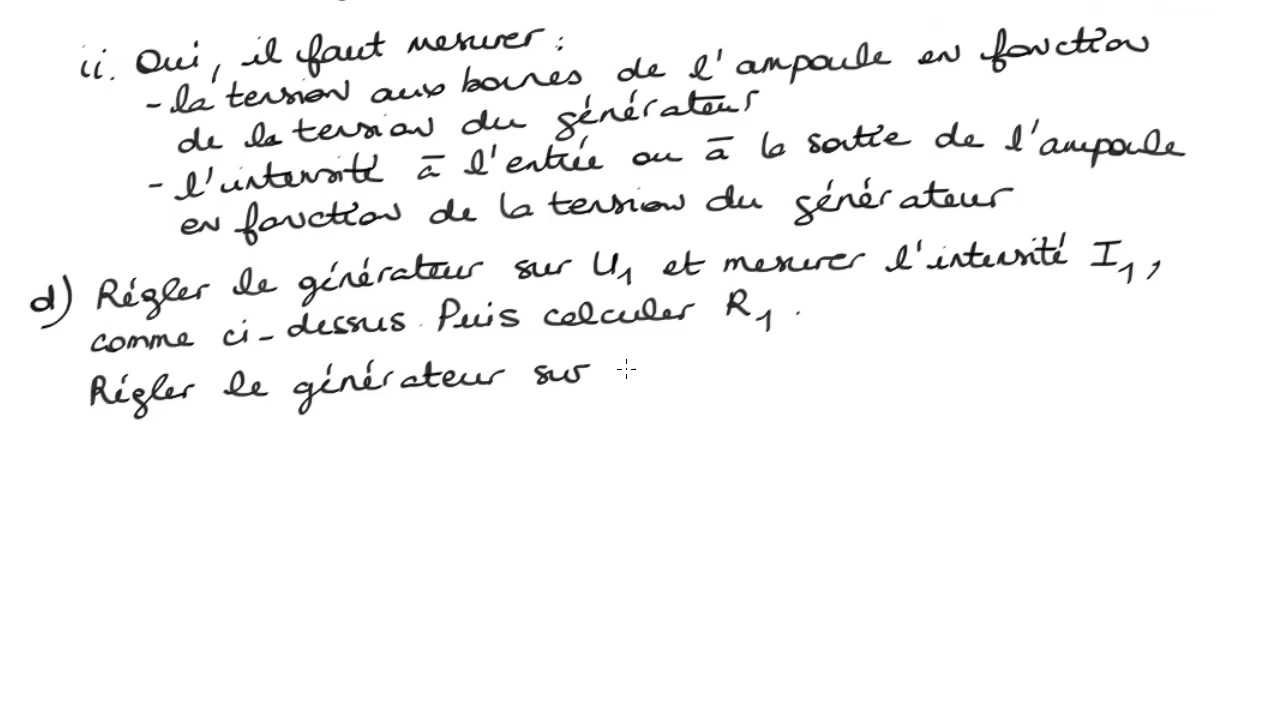 ii. Oui, il faut mesurer :
- la tension aux bornes de l'ampoule en fonction
de la tension du générateur
- l'intensité à l'entrée ou à la sortie de l'ampoule
en fonction de la tension du générateur
d) Régler le générateur sur U₁ et mesurer l'intensité I₁,
comme ci-dessus. Puis calculer R₁.
Régler le générateur sur